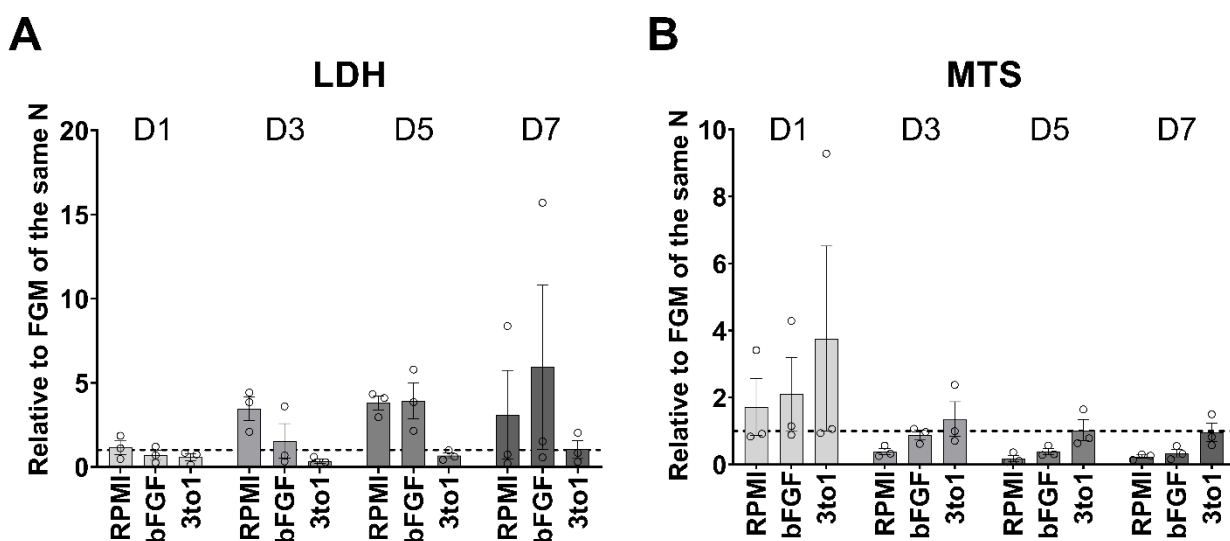 A
LDH
Relative to FGM of the same N
20
15
10
5
0
D1
D3
D5
D7
RPMI
bFGF
3to1
RPMI
bFGF
3to1
RPMI
bFGF
3to1
RPMI
bFGF
3to1
B
MTS
Relative to FGM of the same N
10
8
6
4
2
0
D1
D3
D5
D7
RPMI
bFGF
3to1
RPMI
bFGF
3to1
RPMI
bFGF
3to1
RPMI
bFGF
3to1